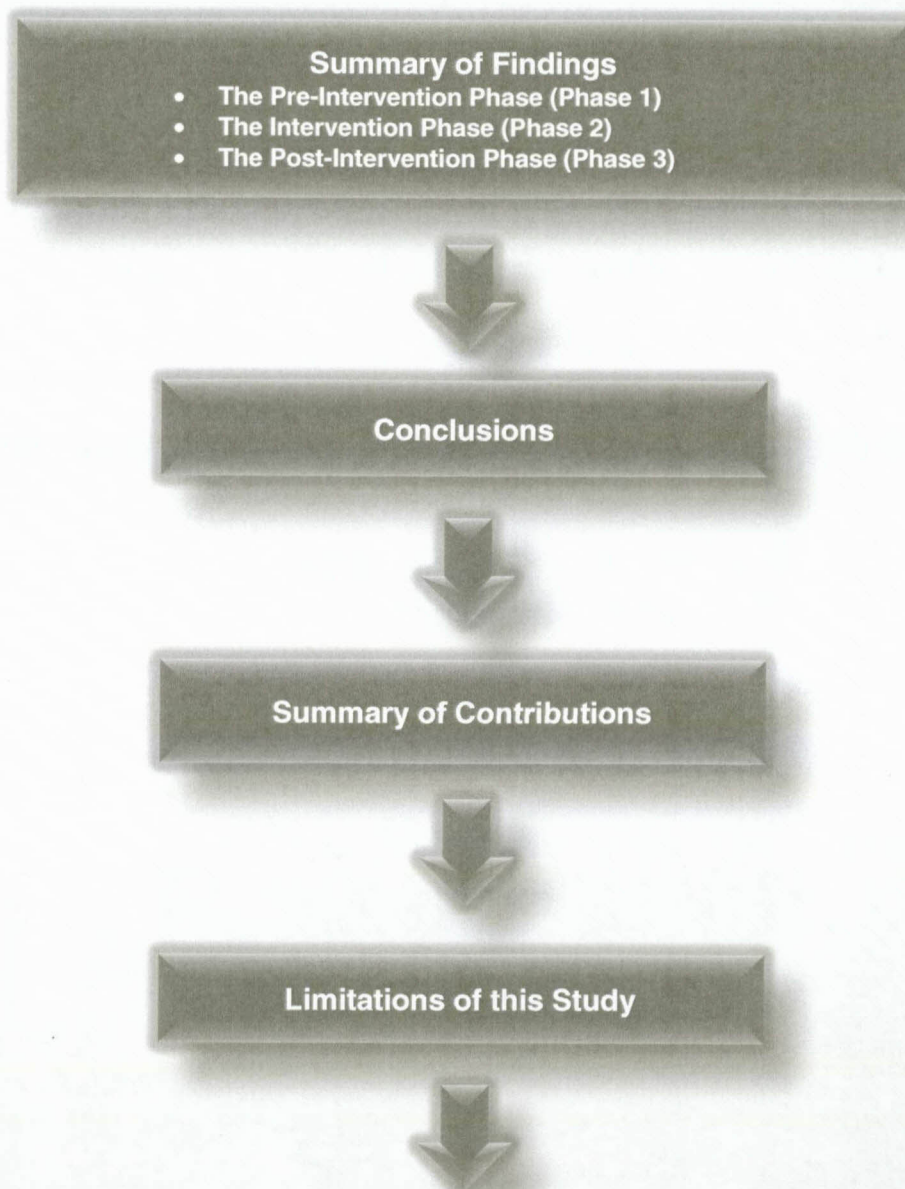 Summary of Findings
• The Pre-Intervention Phase (Phase 1)
• The Intervention Phase (Phase 2)
• The Post-Intervention Phase (Phase 3)
Conclusions
Summary of Contributions
Limitations of this Study